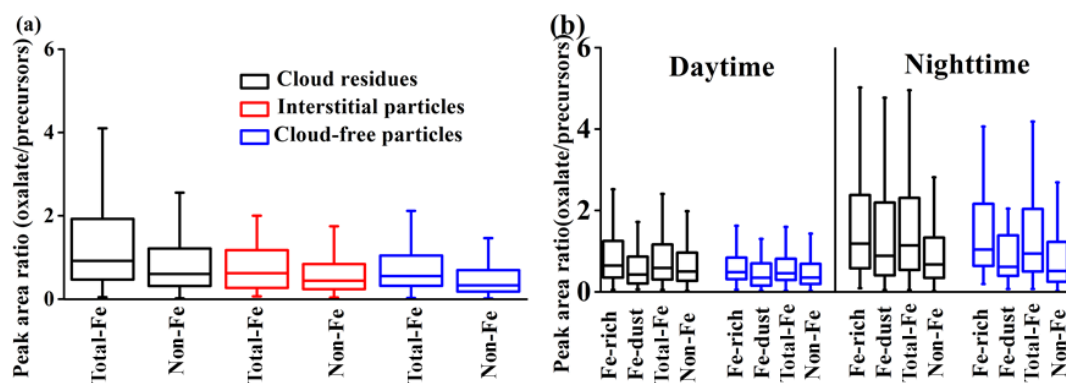 (a)
Peak area ratio (oxalate/precursors)
6
4
2
0
Cloud residues
Interstitial particles
Cloud-free particles
Total-Fe
Non-Fe
Total-Fe
Non-Fe
Total-Fe
Non-Fe
(b)
Peak area ratio(oxalate/precursors)
6
4
2
0
Daytime
Nighttime
Fe-rich
Fe-dust
Total-Fe
Non-Fe
Fe-rich
Fe-dust
Total-Fe
Non-Fe
Fe-rich
Fe-dust
Total-Fe
Non-Fe
Fe-rich
Fe-dust
Total-Fe
Non-Fe